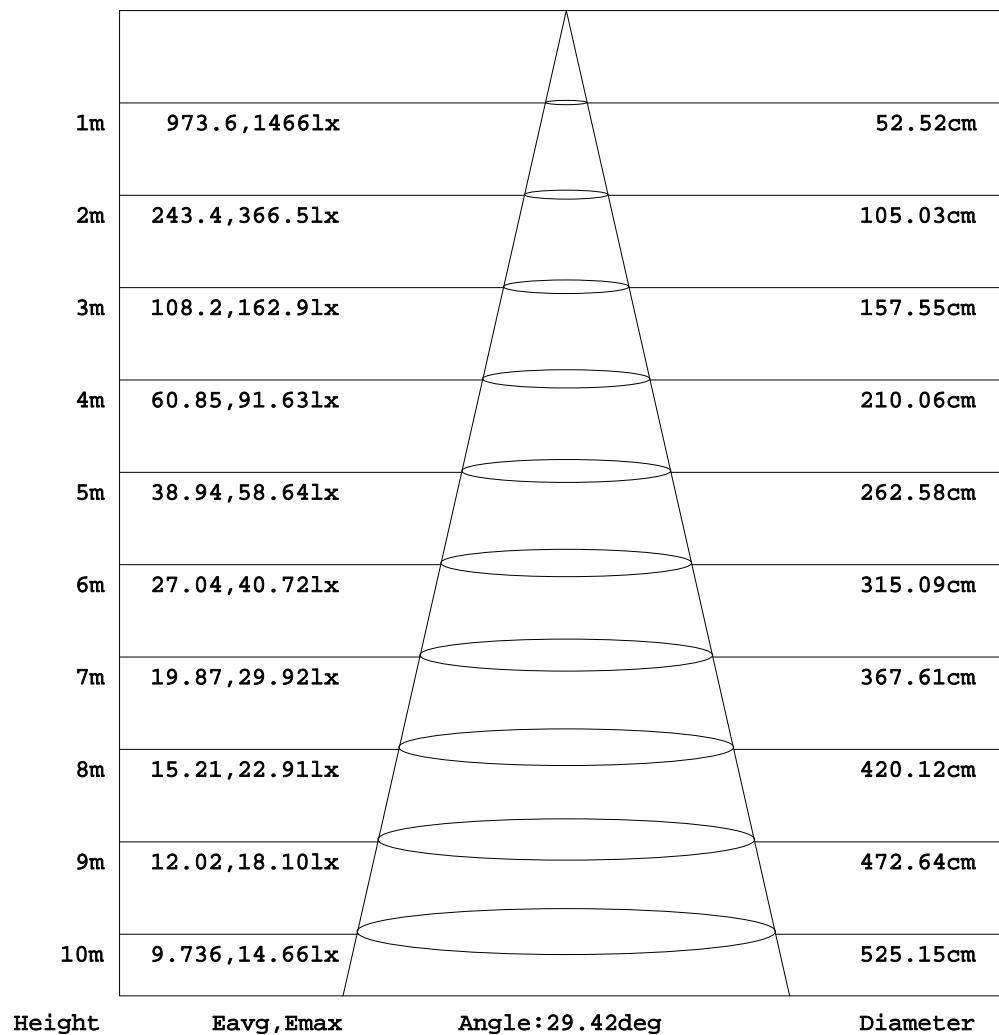 1m 973.6,1466lx 52.52cm
2m 243.4,366.5lx 105.03cm
3m 108.2,162.9lx 157.55cm
4m 60.85,91.63lx 210.06cm
5m 38.94,58.64lx 262.58cm
6m 27.04,40.72lx 315.09cm
7m 19.87,29.92lx 367.61cm
8m 15.21,22.91lx 420.12cm
9m 12.02,18.10lx 472.64cm
10m 9.736,14.66lx 525.15cm
Height Eavg,Emax Angle:29.42deg Diameter